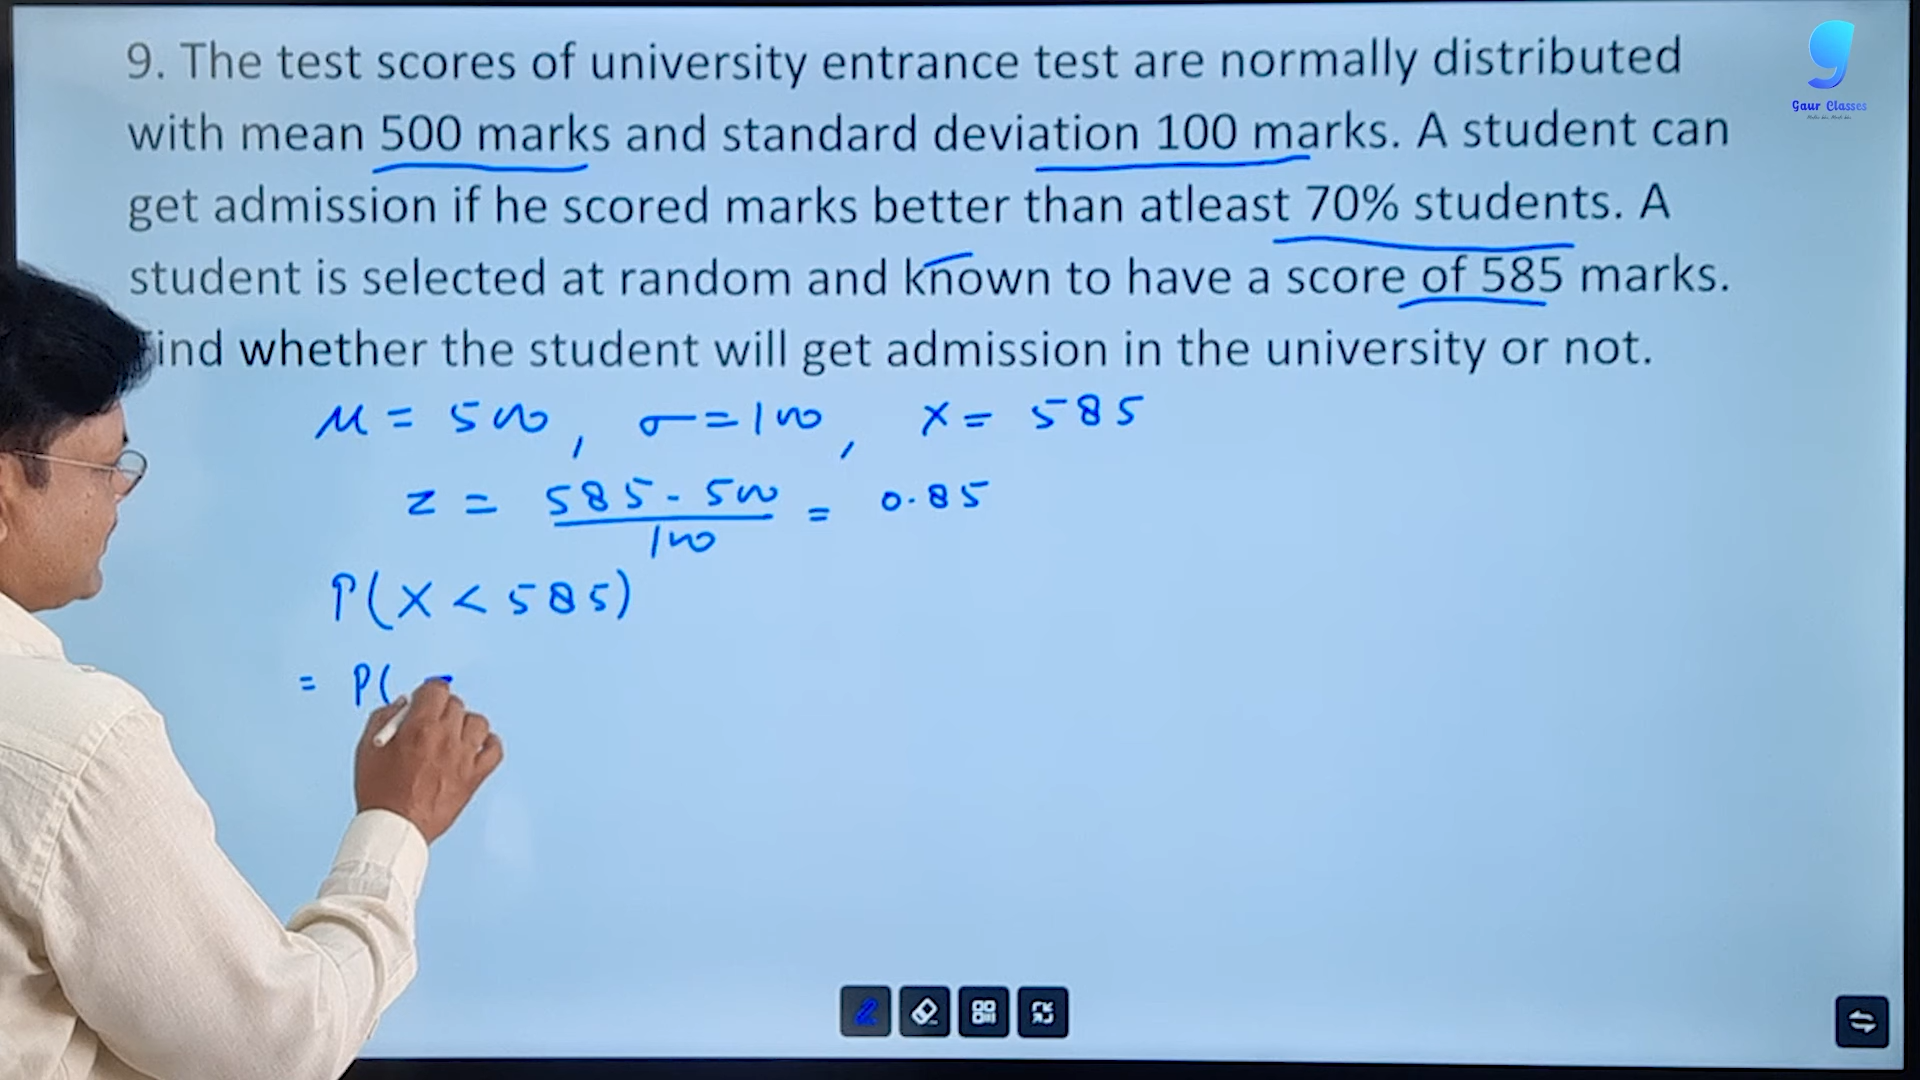 9. The test scores of university entrance test are normally distributed
with mean 500 marks and standard deviation 100 marks. A student can
get admission if he scored marks better than atleast 70% students. A
student is selected at random and known to have a score of 585 marks.
ind whether the student will get admission in the university or not.
μ = 500, σ = 100, x = 585
z = 585 - 500 / 100 = 0.85
P(X < 585)
= P(
g
Gaur Classes